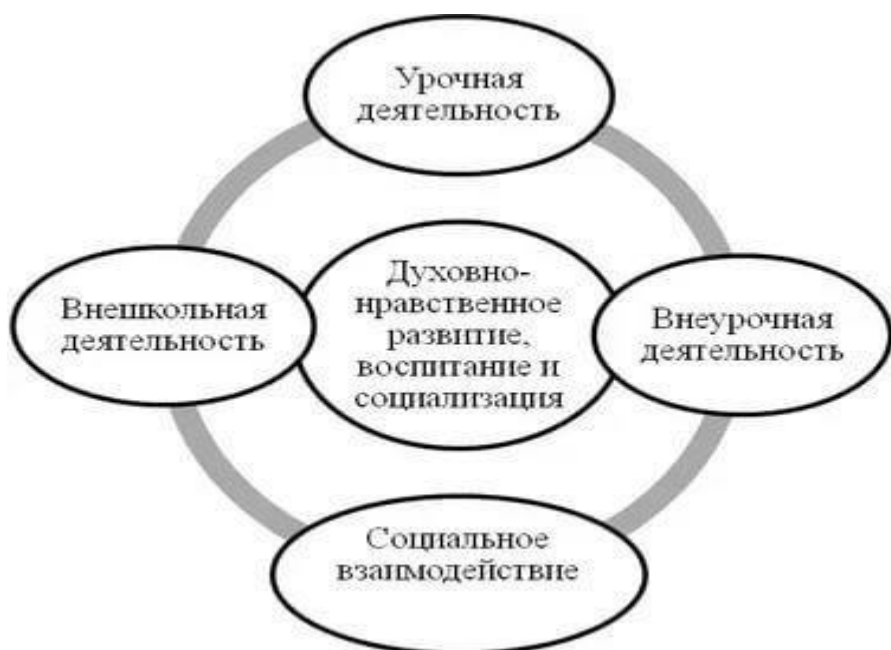 Урочная
деятельность
Внешкольная
деятельность
Духовно-
нравственное
развитие,
воспитание и
социализация
Внеурочная
деятельность
Социальное
взаимодействие